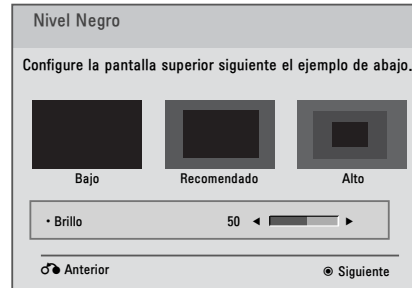 Nivel Negro
Configure la pantalla superior siguiente el ejemplo de abajo.
Bajo Recomendado Alto
• Brillo 50 ◄ ►
Anterior ◉ Siguiente